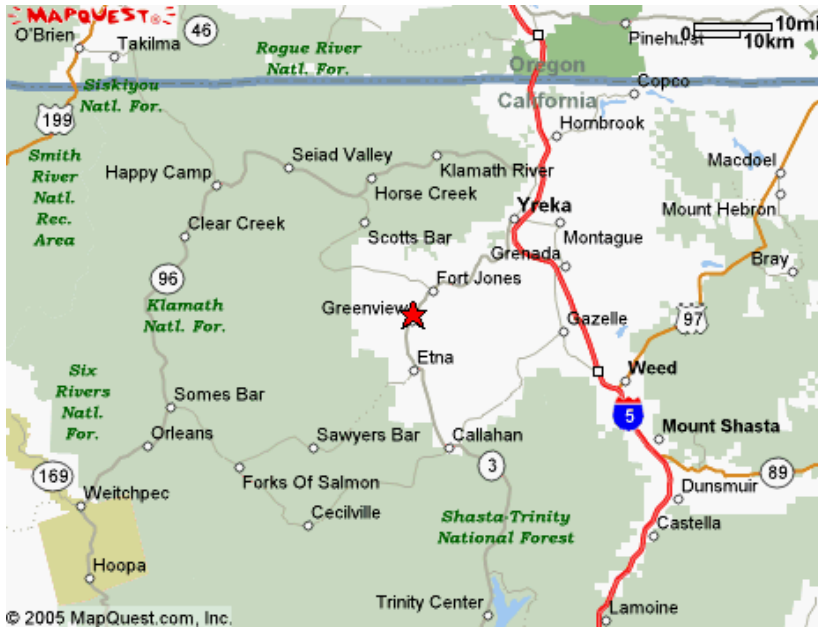 MAPQUEST®
10mi
10km
O'Brien
Takilma
46
Rogue River
Natl. For.
Pinehurst
Oregon
California
Siskiyou
Natl. For.
Copco
199
Hornbrook
Smith
River
Natl.
Rec.
Area
Happy Camp
Seiad Valley
Klamath River
Horse Creek
Macdoel
Mount Hebron
Clear Creek
Scotts Bar
Yreka
Montague
Grenada
Bray
96
Fort Jones
Klamath
Natl. For.
Greenview
Gazelle
97
Etna
Weed
Six
Rivers
Natl.
For.
Somes Bar
5
Mount Shasta
Orleans
Sawyers Bar
Callahan
3
169
Forks Of Salmon
89
Weitchpec
Cecilville
Dunsmuir
Shasta-Trinity
National Forest
Castella
Hoopa
Trinity Center
Lamoine
© 2005 MapQuest.com, Inc.